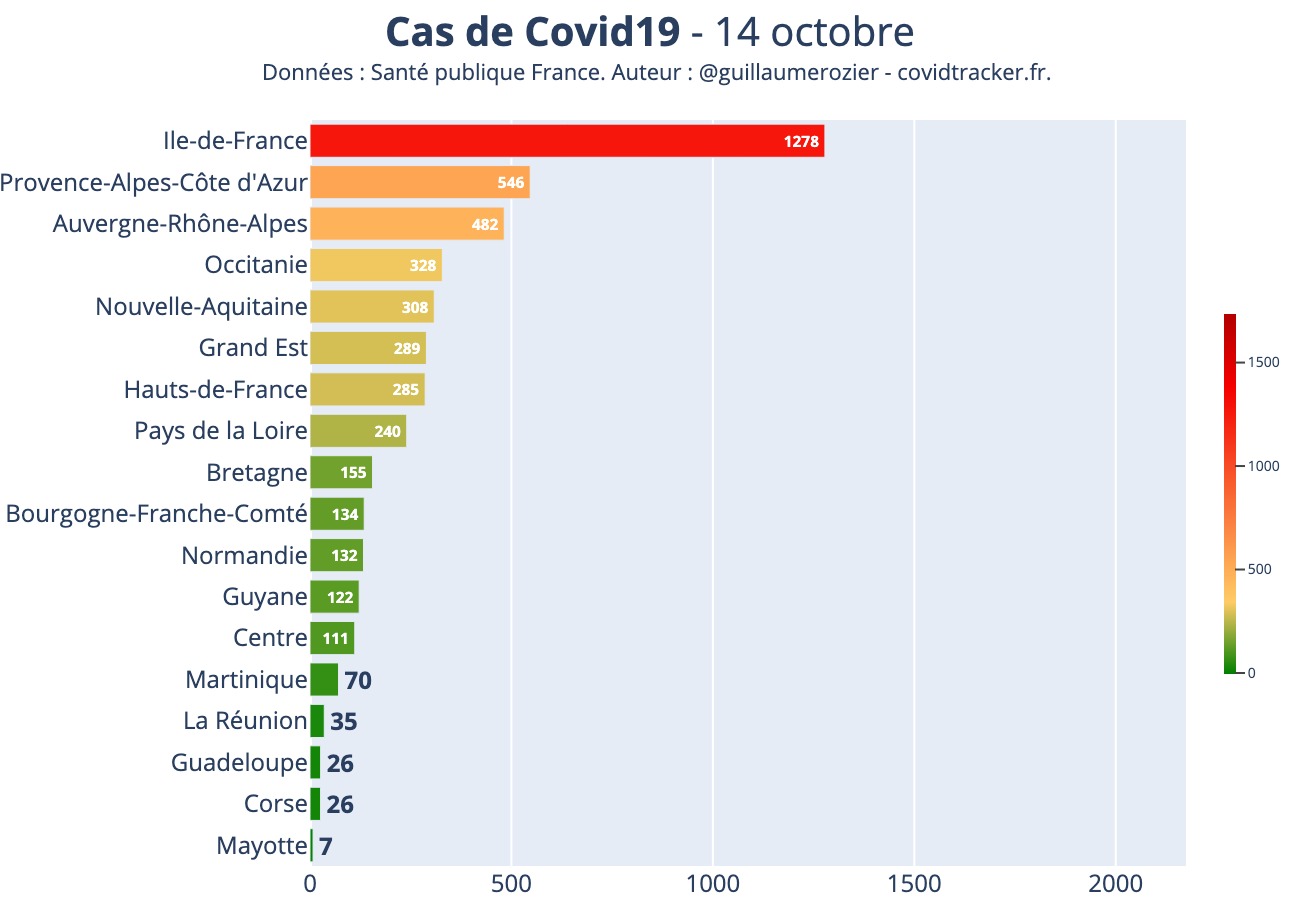 Cas de Covid19 - 14 octobre
Données : Santé publique France. Auteur : @guillaumerozier - covidtracker.fr.
Ile-de-France 1278
Provence-Alpes-Côte d'Azur 546
Auvergne-Rhône-Alpes 482
Occitanie 328
Nouvelle-Aquitaine 308
Grand Est 289
Hauts-de-France 285
Pays de la Loire 240
Bretagne 155
Bourgogne-Franche-Comté 134
Normandie 132
Guyane 122
Centre 111
Martinique 70
La Réunion 35
Guadeloupe 26
Corse 26
Mayotte 7
0 500 1000 1500 2000
1500
1000
500
0